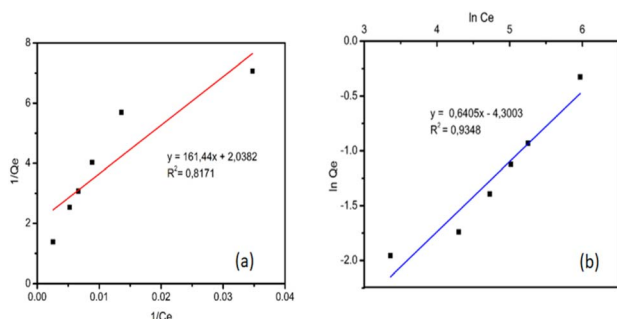 8
6
4
2
0
1/Qe
y = 161,44x + 2,0382
R²= 0,8171
(a)
0.00
0.01
0.02
0.03
0.04
1/Ce
ln Ce
3
4
5
6
0.0
-0.5
-1.0
-1.5
-2.0
ln Qe
y = 0,6405x - 4,3003
R² = 0,9348
(b)